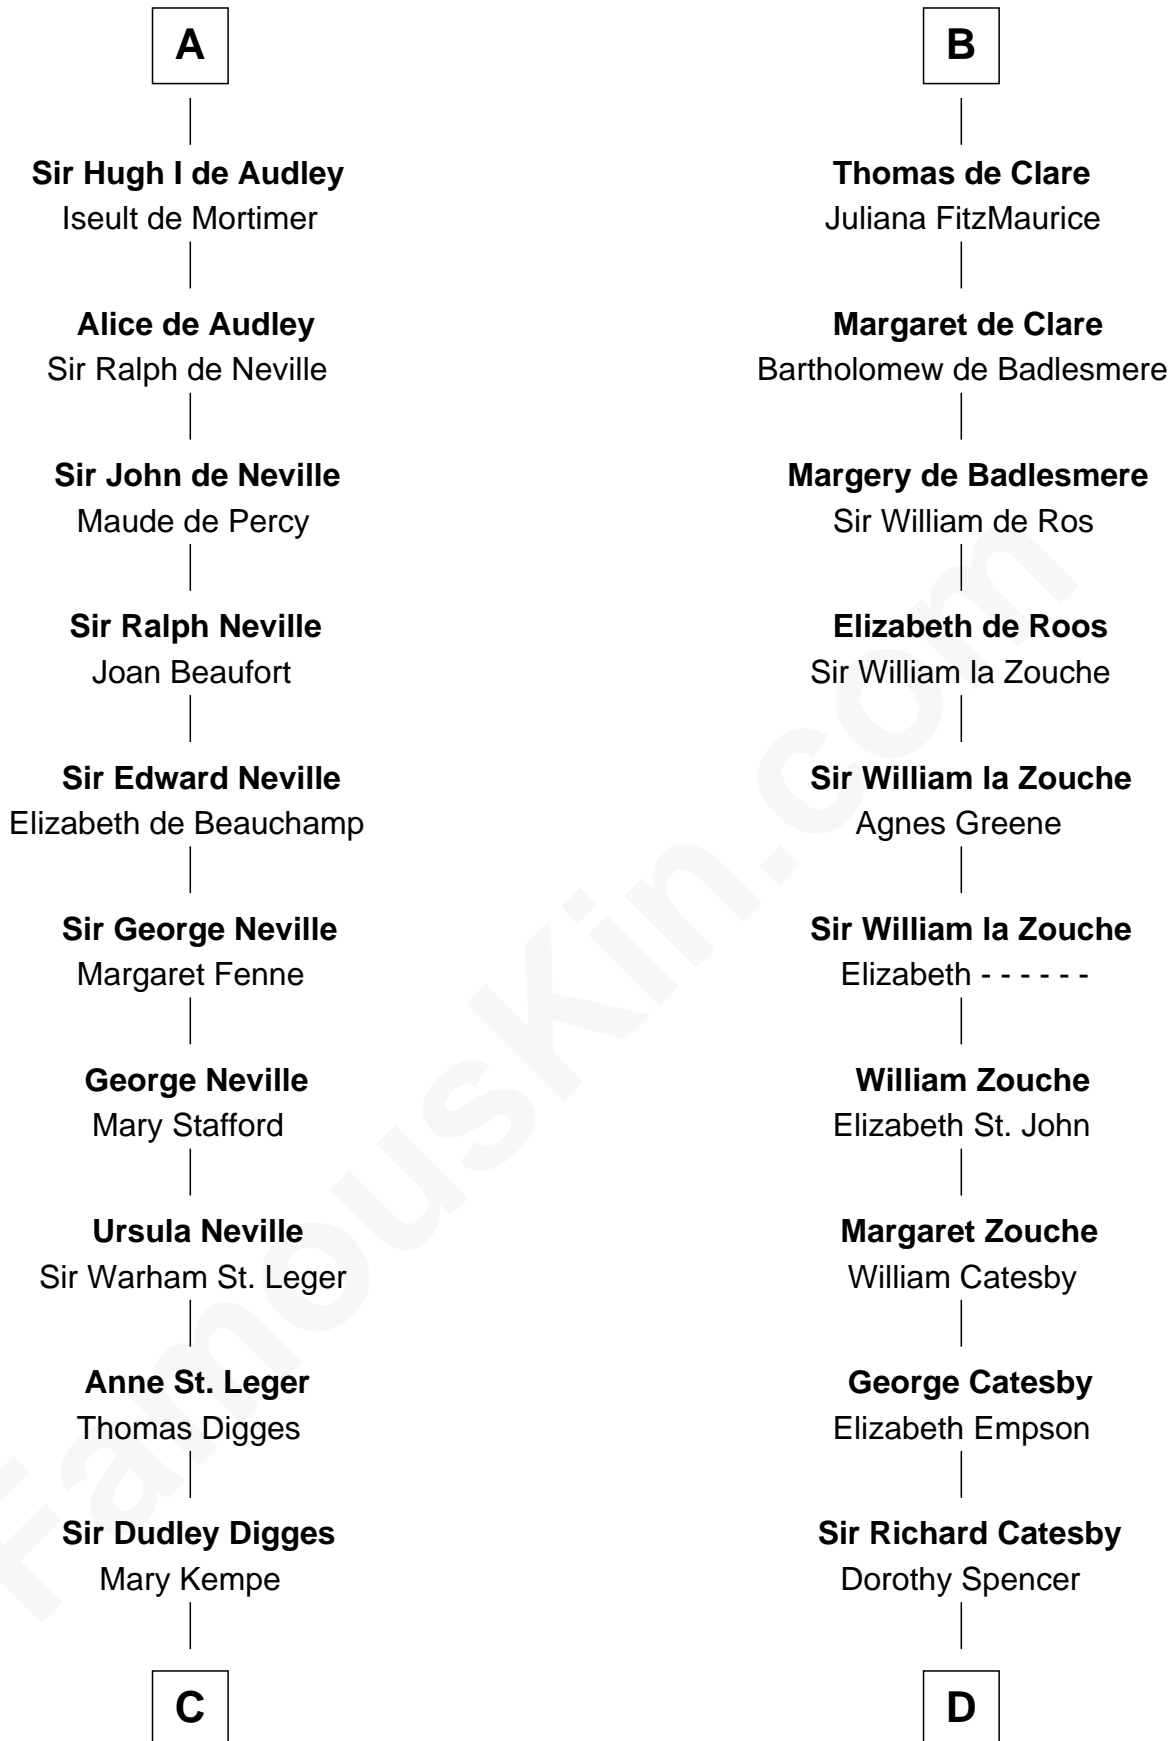 A
Sir Hugh I de Audley
Iseult de Mortimer
Alice de Audley
Sir Ralph de Neville
Sir John de Neville
Maude de Percy
Sir Ralph Neville
Joan Beaufort
Sir Edward Neville
Elizabeth de Beauchamp
Sir George Neville
Margaret Fenne
George Neville
Mary Stafford
Ursula Neville
Sir Warham St. Leger
Anne St. Leger
Thomas Digges
Sir Dudley Digges
Mary Kempe
C
B
Thomas de Clare
Juliana FitzMaurice
Margaret de Clare
Bartholomew de Badlesmere
Margery de Badlesmere
Sir William de Ros
Elizabeth de Roos
Sir William la Zouche
Sir William la Zouche
Agnes Greene
Sir William la Zouche
Elizabeth - - - - - -
William Zouche
Elizabeth St. John
Margaret Zouche
William Catesby
George Catesby
Elizabeth Empson
Sir Richard Catesby
Dorothy Spencer
D
FamousKin.com